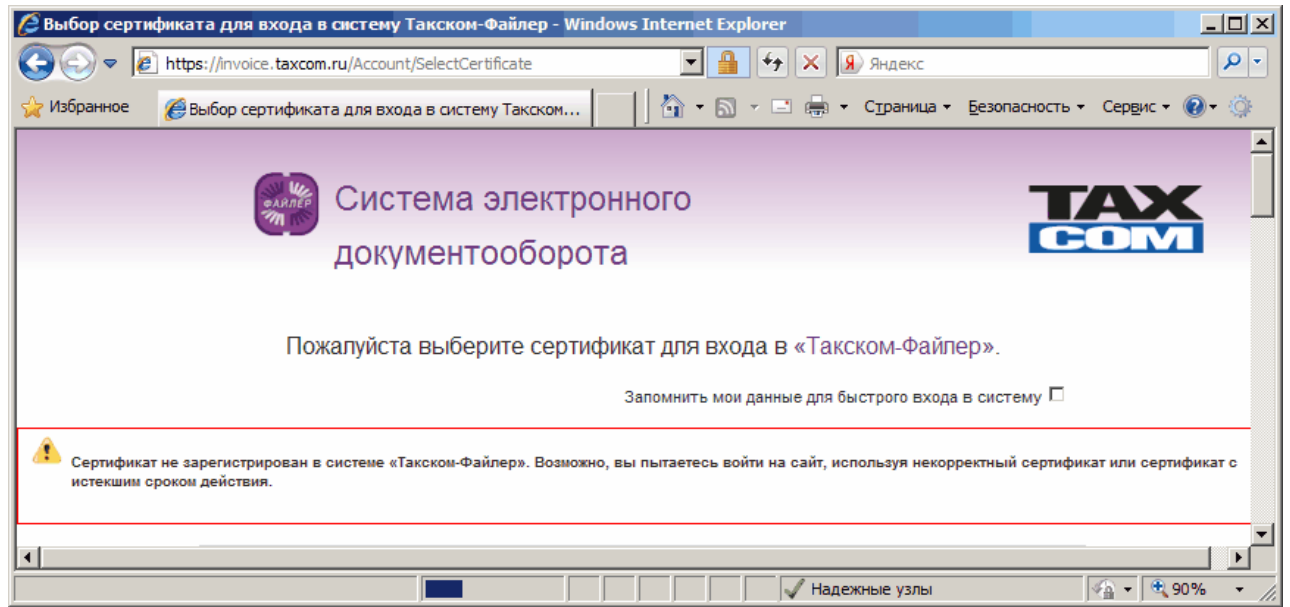 Выбор сертификата для входа в систему Такском-Файлер - Windows Internet Explorer
https://invoice.taxcom.ru/Account/SelectCertificate
Яндекс
Избранное
Выбор сертификата для входа в систему Такском...
Страница
Безопасность
Сервис
ФАЙЛЕР
Система электронного
документооборота
TAX
COM
Пожалуйста выберите сертификат для входа в «Такском-Файлер».
Запомнить мои данные для быстрого входа в систему
Сертификат не зарегистрирован в системе «Такском-Файлер». Возможно, вы пытаетесь войти на сайт, используя некорректный сертификат или сертификат с
истекшим сроком действия.
Надежные узлы
90%